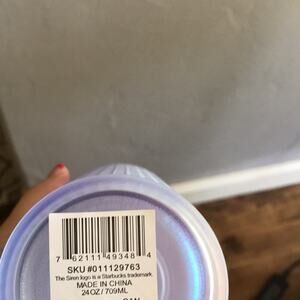 7 62111 49348 4
SKU #011129763
The Siren logo is a Starbucks trademark.
MADE IN CHINA
24OZ/709ML